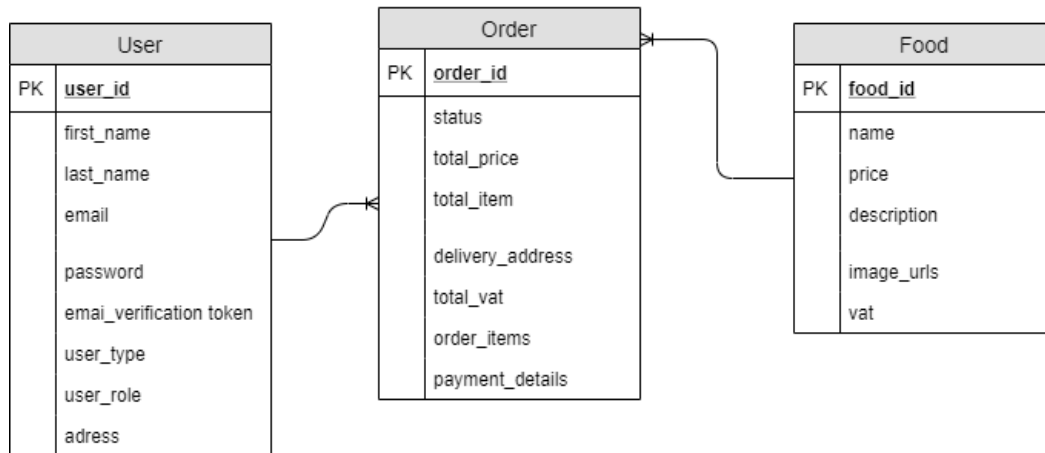 User
PK user_id
first_name
last_name
email
password
emai_verification token
user_type
user_role
adress
Order
PK order_id
status
total_price
total_item
delivery_address
total_vat
order_items
payment_details
Food
PK food_id
name
price
description
image_urls
vat